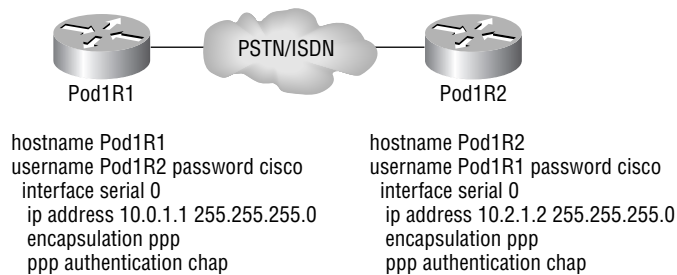 PSTN/ISDN
Pod1R1
Pod1R2
hostname Pod1R1
username Pod1R2 password cisco
interface serial 0
ip address 10.0.1.1 255.255.255.0
encapsulation ppp
ppp authentication chap
hostname Pod1R2
username Pod1R1 password cisco
interface serial 0
ip address 10.2.1.2 255.255.255.0
encapsulation ppp
ppp authentication chap